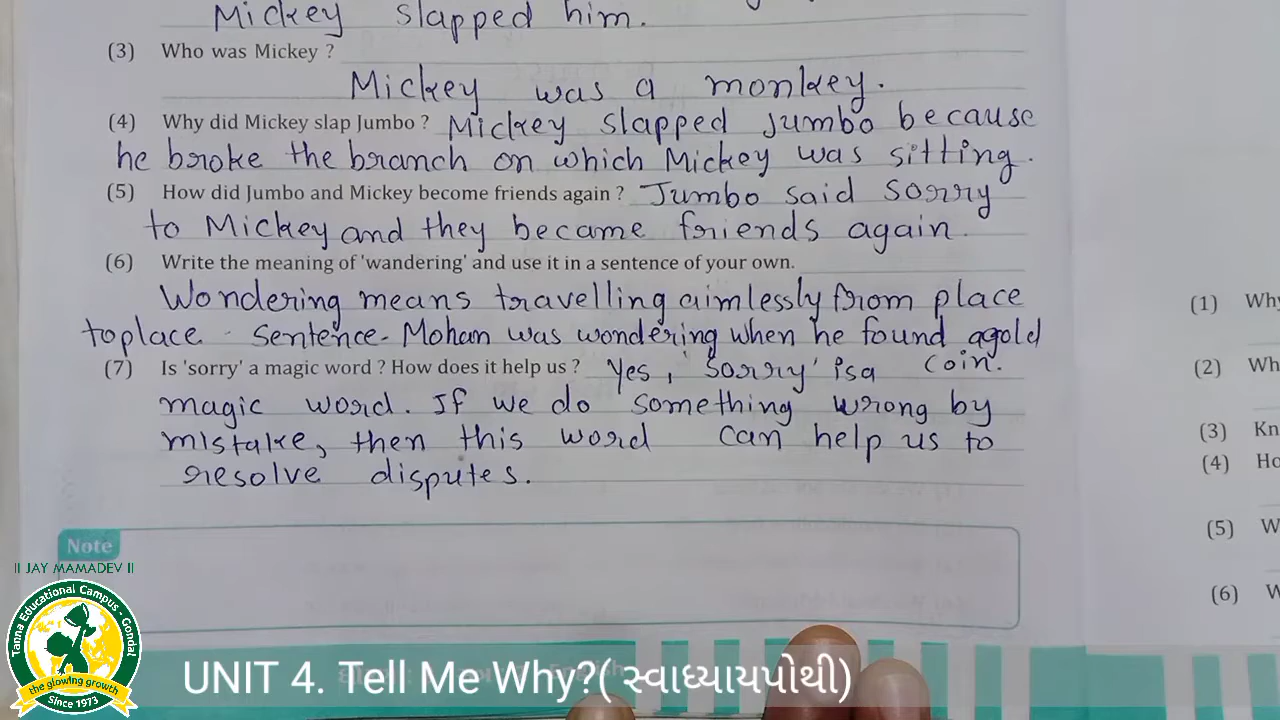 Mickey slapped him.
(3) Who was Mickey ?
Mickey was a monkey.
(4) Why did Mickey slap Jumbo ? Mickey slapped Jumbo because
he broke the branch on which Mickey was sitting.
(5) How did Jumbo and Mickey become friends again ? Jumbo said sorry
to Mickey and they became friends again.
(6) Write the meaning of 'wandering' and use it in a sentence of your own.
Wondering means travelling aimlessly from place
to place. Sentence- Mohan was wondering when he found a gold
(7) Is 'sorry' a magic word ? How does it help us ? Yes, 'sorry' is a coin.
magic word. If we do something wrong by
mistake, then this word can help us to
resolve disputes.
Note
(1) Why
(2) Wh
(3) Kn
(4) Ho
(5) W
(6) W
II JAY MAMADEV II
Tanna Educational Campus - Gondal
the glowing growth
Since 1973
UNIT 4. Tell Me Why?( સ્વાધ્યાયપોથી)